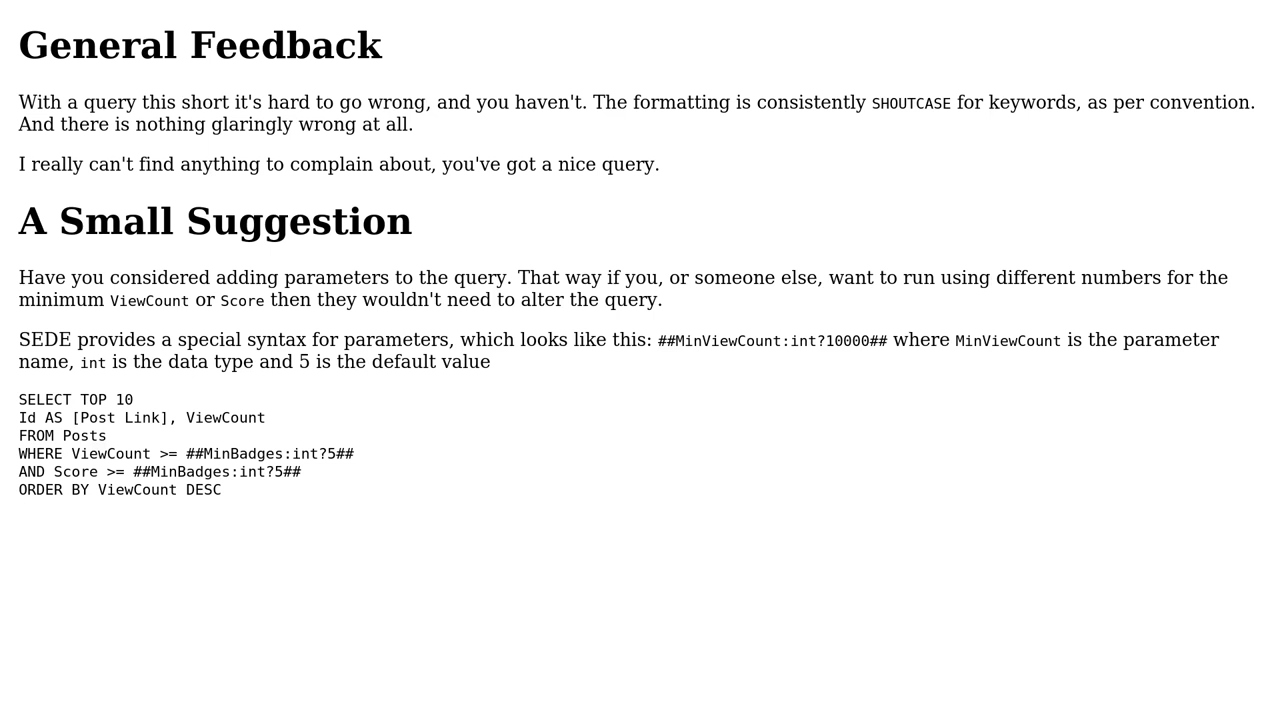 General Feedback
With a query this short it's hard to go wrong, and you haven't. The formatting is consistently SHOUTCASE for keywords, as per convention.
And there is nothing glaringly wrong at all.
I really can't find anything to complain about, you've got a nice query.
A Small Suggestion
Have you considered adding parameters to the query. That way if you, or someone else, want to run using different numbers for the
minimum ViewCount or Score then they wouldn't need to alter the query.
SEDE provides a special syntax for parameters, which looks like this: ##MinViewCount:int?10000## where MinViewCount is the parameter
name, int is the data type and 5 is the default value
SELECT TOP 10
Id AS [Post Link], ViewCount
FROM Posts
WHERE ViewCount >= ##MinBadges:int?5##
AND Score >= ##MinBadges:int?5##
ORDER BY ViewCount DESC